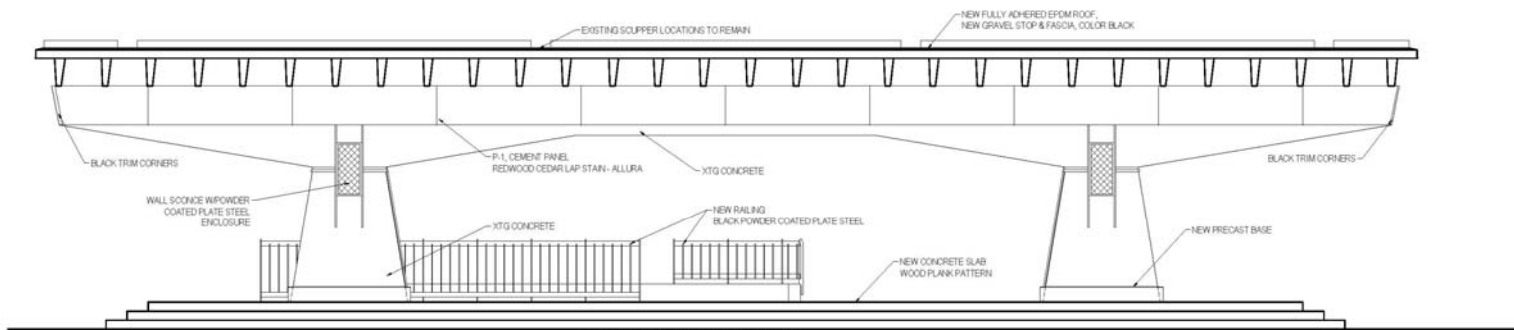 EXISTING SCUPPER LOCATIONS TO REMAIN
NEW FULLY ADHERED EPDM ROOF,
NEW GRAVEL STOP & FASCIA, COLOR BLACK
BLACK TRIM CORNERS
P-1, CEMENT PANEL
REDWOOD CEDAR LAP STAIN - ALLURA
XTG CONCRETE
BLACK TRIM CORNERS
WALL SCONCE W/POWDER
COATED PLATE STEEL
ENCLOSURE
XTG CONCRETE
NEW RAILING
BLACK POWDER COATED PLATE STEEL
NEW PRECAST BASE
NEW CONCRETE SLAB
WOOD PLANK PATTERN